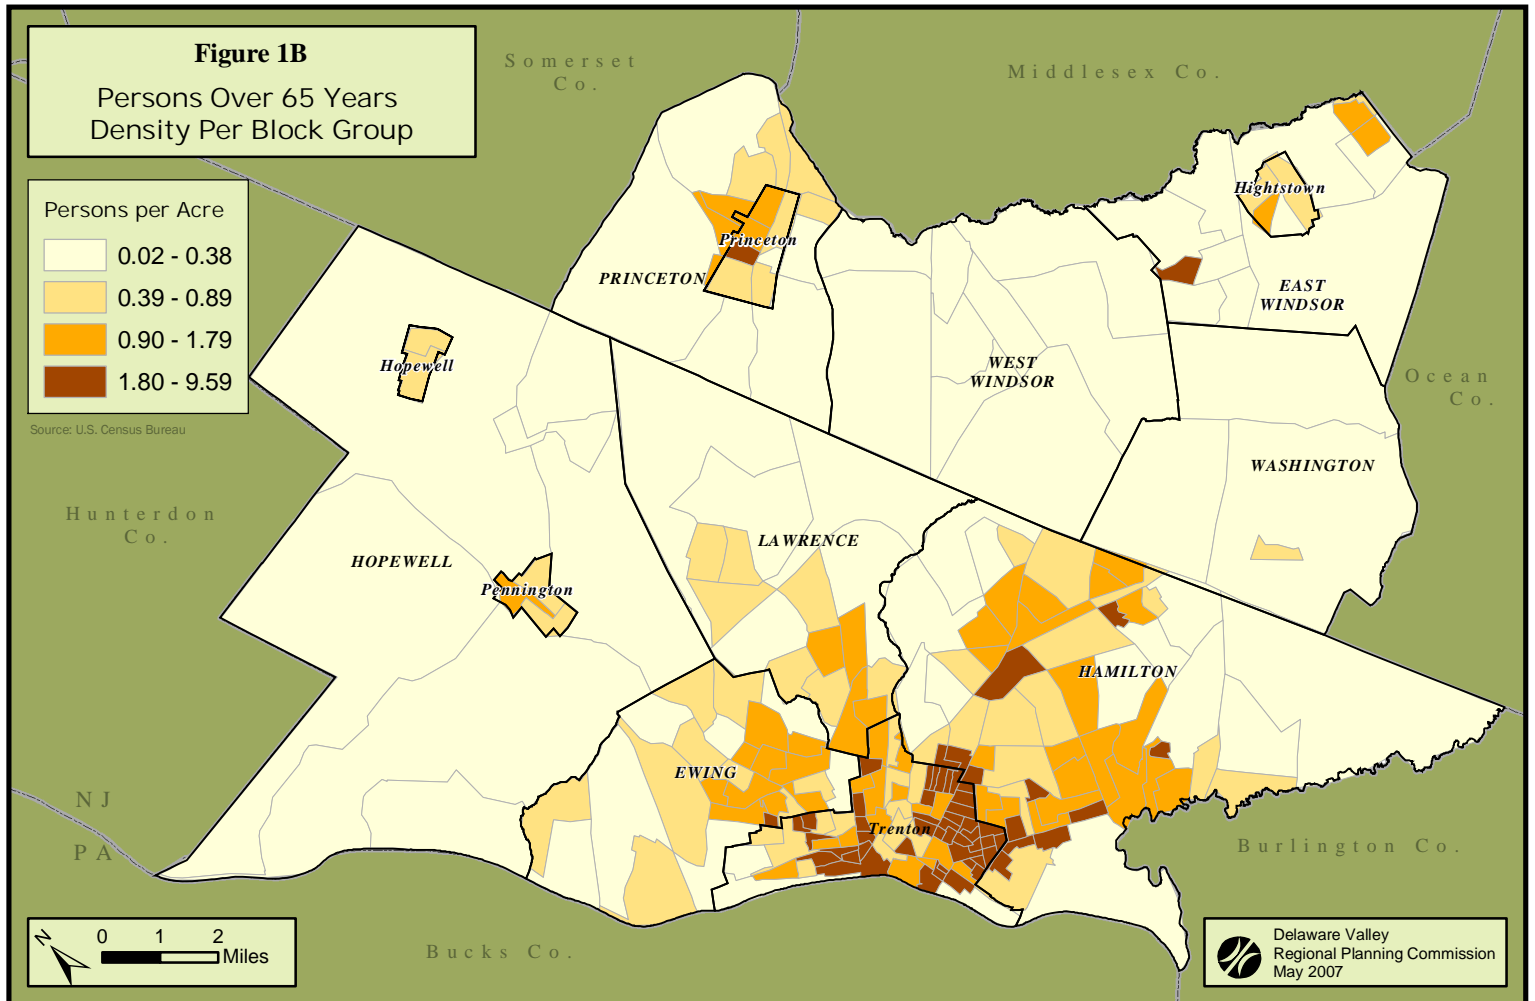 Figure 1B
Persons Over 65 Years
Density Per Block Group
Persons per Acre
0.02 - 0.38
0.39 - 0.89
0.90 - 1.79
1.80 - 9.59
Source: U.S. Census Bureau
Somerset
Co.
Middlesex Co.
Hightstown
Princeton
PRINCETON
EAST
WINDSOR
Hopewell
WEST
WINDSOR
Ocean
Co.
WASHINGTON
Hunterdon
Co.
LAWRENCE
HOPEWELL
Pennington
HAMILTON
EWING
NJ
PA
Trenton
Burlington Co.
Bucks Co.
N
0 1 2
Miles
Delaware Valley
Regional Planning Commission
May 2007